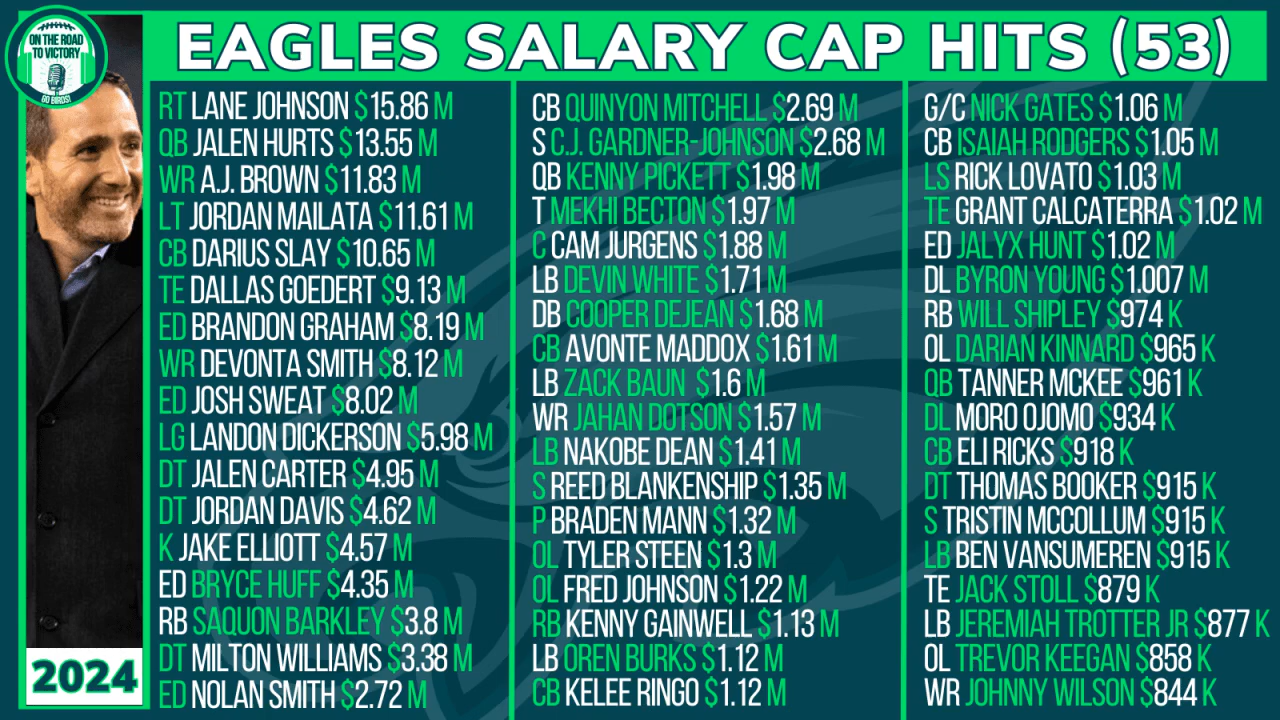 ON THE ROAD
TO VICTORY
GO BIRDS!
EAGLES SALARY CAP HITS (53)
RT LANE JOHNSON $15.86 M
QB JALEN HURTS $13.55 M
WR A.J. BROWN $11.83 M
LT JORDAN MAILATA $11.61 M
CB DARIUS SLAY $10.65 M
TE DALLAS GOEDERT $9.13 M
ED BRANDON GRAHAM $8.19 M
WR DEVONTA SMITH $8.12 M
ED JOSH SWEAT $8.02 M
LG LANDON DICKERSON $5.98 M
DT JALEN CARTER $4.95 M
DT JORDAN DAVIS $4.62 M
K JAKE ELLIOTT $4.57 M
ED BRYCE HUFF $4.35 M
RB SAQUON BARKLEY $3.8 M
DT MILTON WILLIAMS $3.38 M
ED NOLAN SMITH $2.72 M
CB QUINYON MITCHELL $2.69 M
S C.J. GARDNER-JOHNSON $2.68 M
QB KENNY PICKETT $1.98 M
T MEKHI BECTON $1.97 M
C CAM JURGENS $1.88 M
LB DEVIN WHITE $1.71 M
DB COOPER DEJEAN $1.68 M
CB AVONTE MADDOX $1.61 M
LB ZACK BAUN $1.6 M
WR JAHAN DOTSON $1.57 M
LB NAKOBE DEAN $1.41 M
S REED BLANKENSHIP $1.35 M
P BRADEN MANN $1.32 M
OL TYLER STEEN $1.3 M
OL FRED JOHNSON $1.22 M
RB KENNY GAINWELL $1.13 M
LB OREN BURKS $1.12 M
CB KELEE RINGO $1.12 M
G/C NICK GATES $1.06 M
CB ISAIAH RODGERS $1.05 M
LS RICK LOVATO $1.03 M
TE GRANT CALCATERRA $1.02 M
ED JALYX HUNT $1.02 M
DL BYRON YOUNG $1.007 M
RB WILL SHIPLEY $974 K
OL DARIAN KINNARD $965 K
QB TANNER MCKEE $961 K
DL MORO OJOMO $934 K
CB ELI RICKS $918 K
DT THOMAS BOOKER $915 K
S TRISTIN MCCOLLUM $915 K
LB BEN VANSUMEREN $915 K
TE JACK STOLL $879 K
LB JEREMIAH TROTTER JR $877 K
OL TREVOR KEEGAN $858 K
WR JOHNNY WILSON $844 K
2024